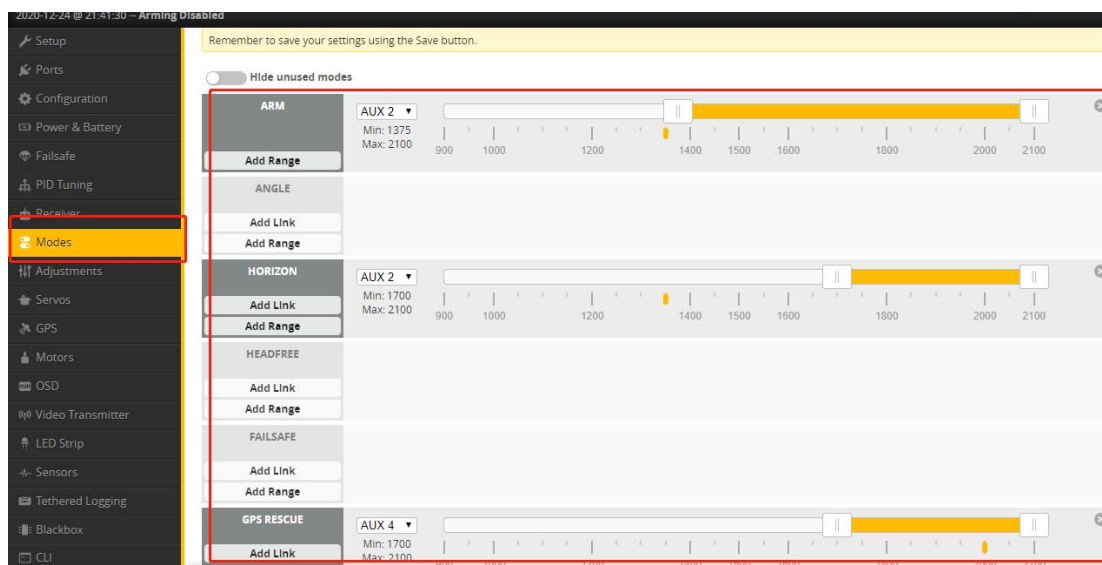 2020-12-24 @ 21:41:30 -- Arming Disabled
Setup
Ports
Configuration
Power & Battery
Failsafe
PID Tuning
Receiver
Modes
Adjustments
Servos
GPS
Motors
OSD
Video Transmitter
LED Strip
Sensors
Tethered Logging
Blackbox
CLI
Remember to save your settings using the Save button.
Hide unused modes
ARM
Add Range
AUX 2
Min: 1375
Max: 2100
900 1000 1200 1400 1500 1600 1800 2000 2100
ANGLE
Add Link
Add Range
HORIZON
Add Link
Add Range
AUX 2
Min: 1700
Max: 2100
900 1000 1200 1400 1500 1600 1800 2000 2100
HEADFREE
Add Link
Add Range
FAILSAFE
Add Link
Add Range
GPS RESCUE
Add Link
AUX 4
Min: 1700
Max: 2100